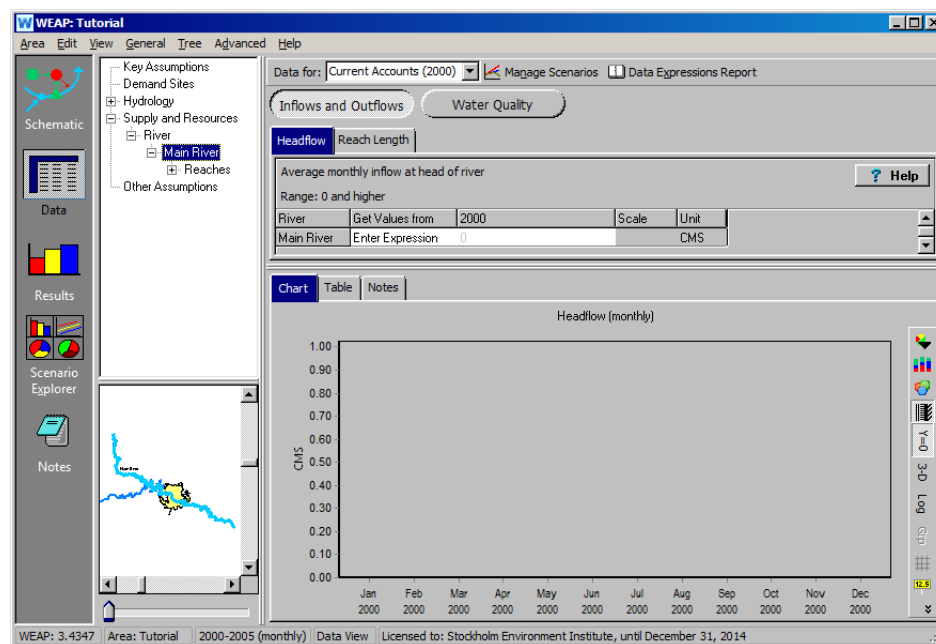 WEAP: Tutorial
Area Edit View General Tree Advanced Help
Schematic
Data
Results
Scenario
Explorer
Notes
Key Assumptions
Demand Sites
Hydrology
Supply and Resources
River
Main River
Reaches
Other Assumptions
Data for: Current Accounts (2000) Manage Scenarios Data Expressions Report
Inflows and Outflows Water Quality
Headflow Reach Length
Average monthly inflow at head of river
? Help
Range: 0 and higher
River Get Values from 2000 Scale Unit
Main River Enter Expression 0 CMS
Chart Table Notes
Headflow (monthly)
CMS
1.00
0.90
0.80
0.70
0.60
0.50
0.40
0.30
0.20
0.10
0.00
Jan Feb Mar Apr May Jun Jul Aug Sep Oct Nov Dec
2000 2000 2000 2000 2000 2000 2000 2000 2000 2000 2000 2000
Y=0
3-D
Log
12.5
WEAP: 3.4347 Area: Tutorial 2000-2005 (monthly) Data View Licensed to: Stockholm Environment Institute, until December 31, 2014